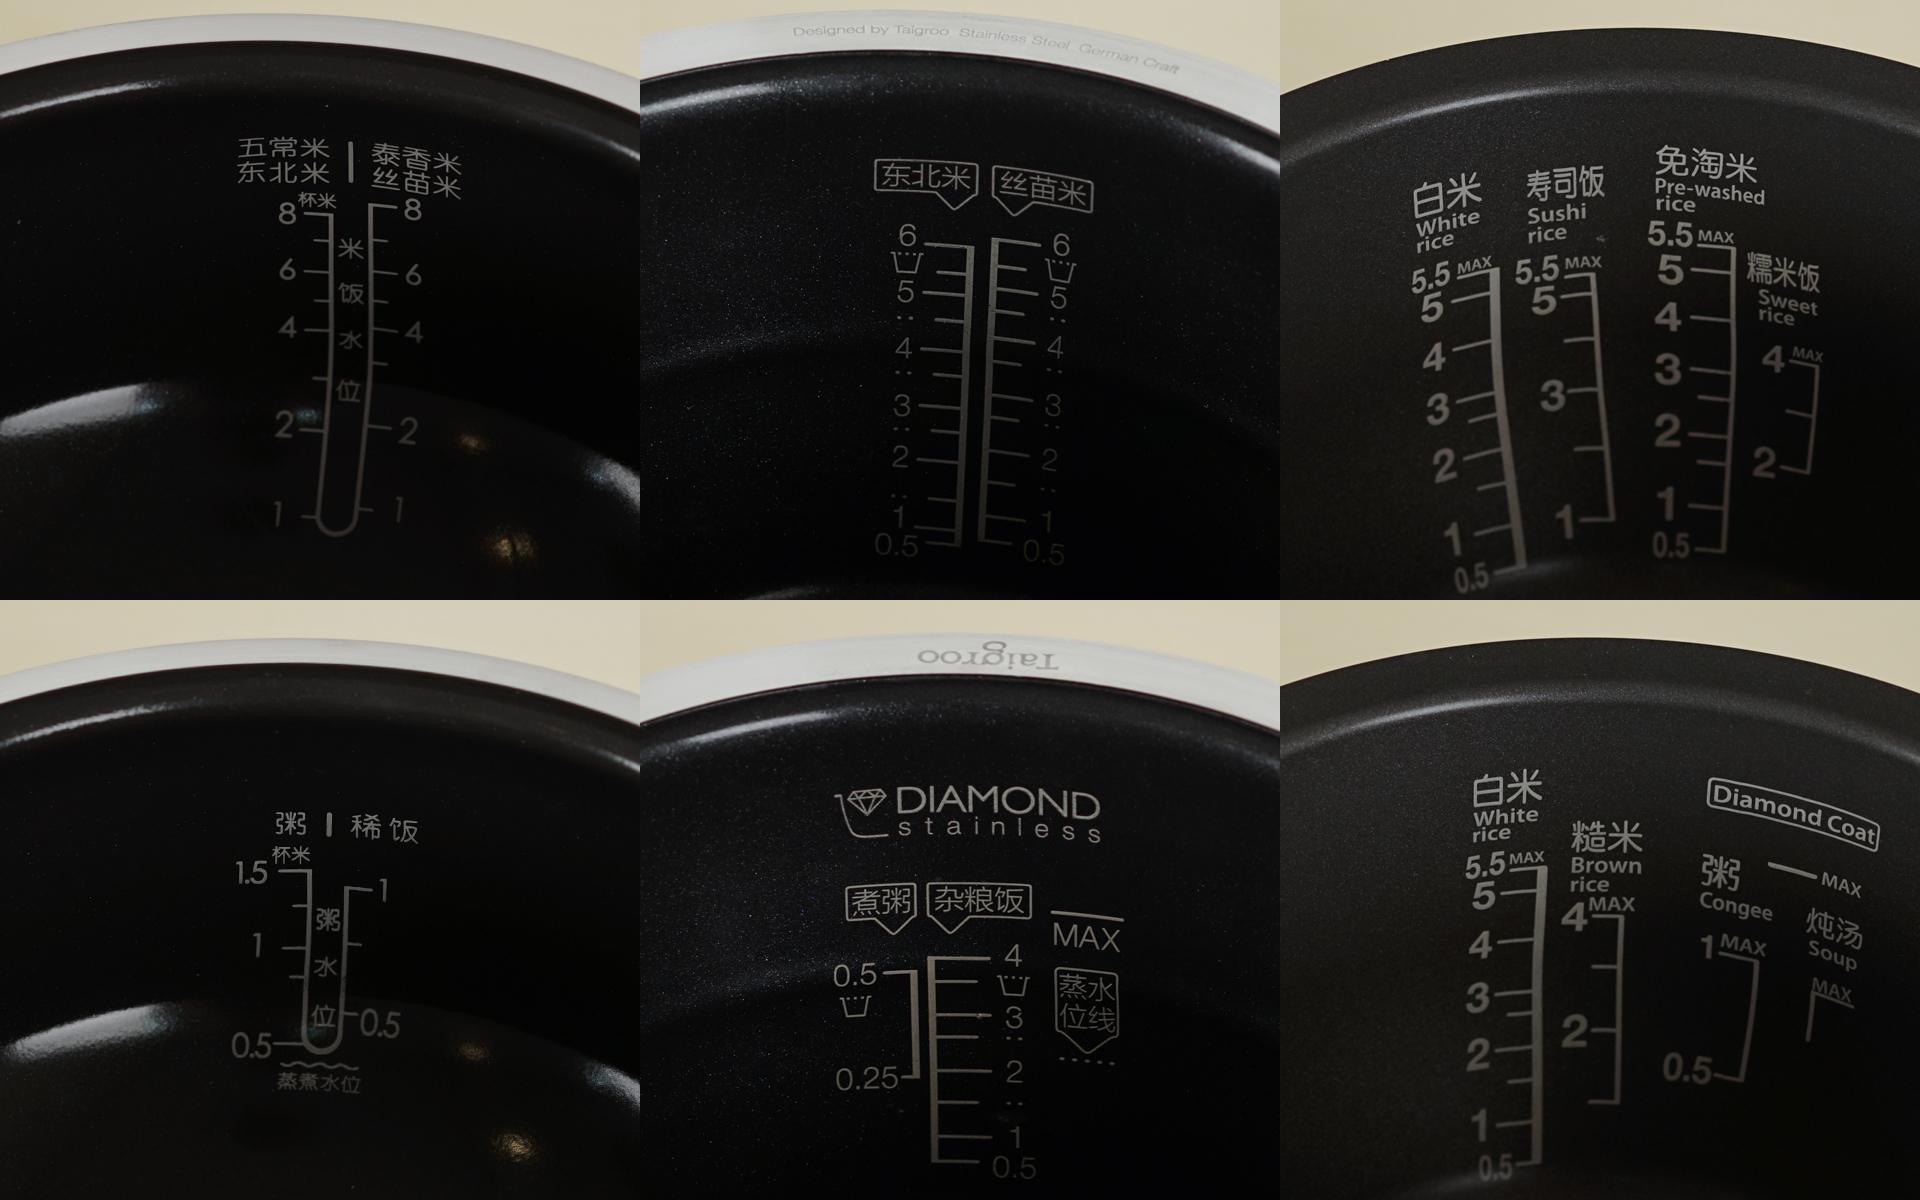 五常米
东北米
泰香米
丝苗米
杯米
8
6
4
2
1
米
饭
水
位
8
6
4
2
1
Designed by Taigroo Stainless Steel German Craft
东北米
6
5
4
3
2
1
0.5
丝苗米
6
5
4
3
2
1
0.5
白米
White
rice
5.5 MAX
5
4
3
2
1
0.5
寿司饭
Sushi
rice
5.5 MAX
5
3
1
免淘米
Pre-washed
rice
5.5 MAX
5
4
3
2
1
0.5
糯米饭
Sweet
rice
4 MAX
2
粥
稀饭
杯米
1.5
1
0.5
粥
水
位
1
0.5
蒸煮水位
Taigroo
DIAMOND
stainless
煮粥
0.5
0.25
杂粮饭
4
3
2
1
0.5
MAX
蒸水
位线
白米
White
rice
5.5 MAX
5
4
3
2
1
0.5
糙米
Brown
rice
4 MAX
2
Diamond Coat
MAX
粥
Congee
1 MAX
0.5
炖汤
Soup
MAX